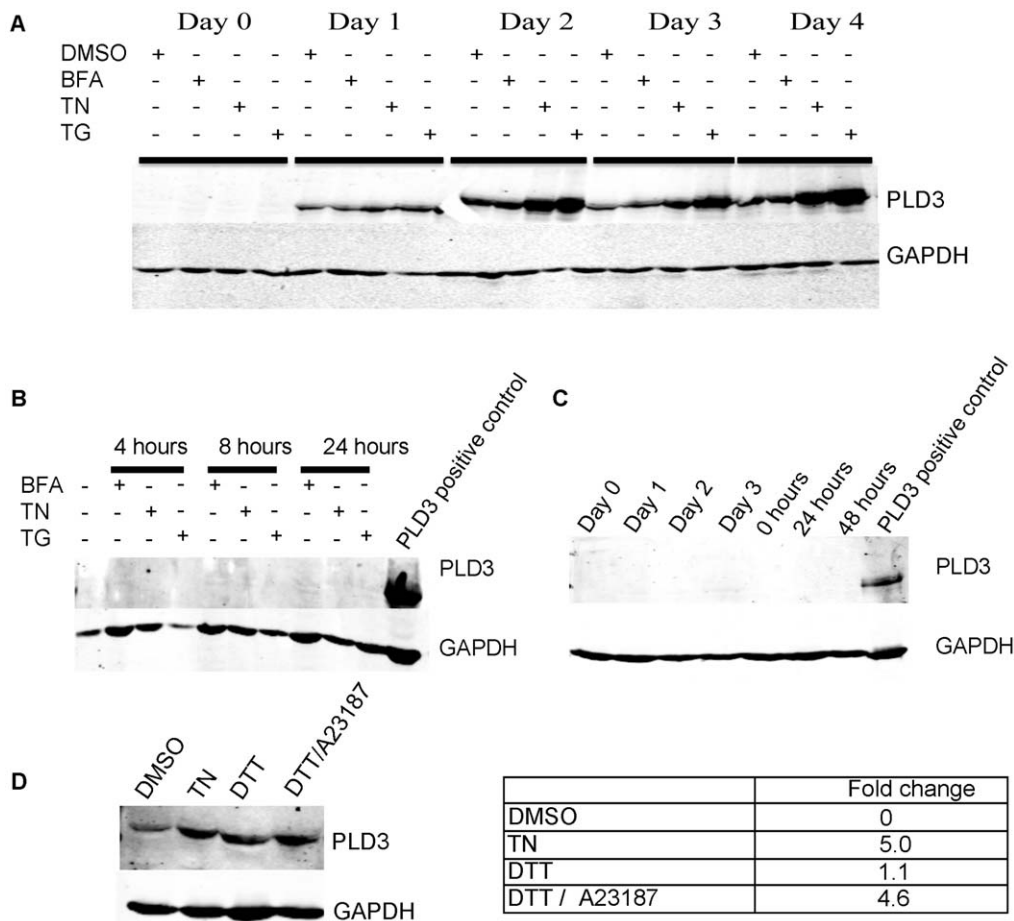 A
Day 0 Day 1 Day 2 Day 3 Day 4
DMSO + - - - + - - - + - - - + - - - + - - -
BFA - + - - - + - - - + - - - + - - - + - -
TN - - + - - - + - - - + - - - + - - - + -
TG - - - + - - - + - - - + - - - + - - - +
PLD3
GAPDH
B
4 hours 8 hours 24 hours PLD3 positive control
BFA - + - - + - - + - -
TN - - + - - + - - + -
TG - - - + - - + - - +
PLD3
GAPDH
C
Day 0 Day 1 Day 2 Day 3 0 hours 24 hours 48 hours PLD3 positive control
PLD3
GAPDH
D
DMSO TN DTT DTT/A23187
PLD3
GAPDH
Fold change
DMSO 0
TN 5.0
DTT 1.1
DTT / A23187 4.6